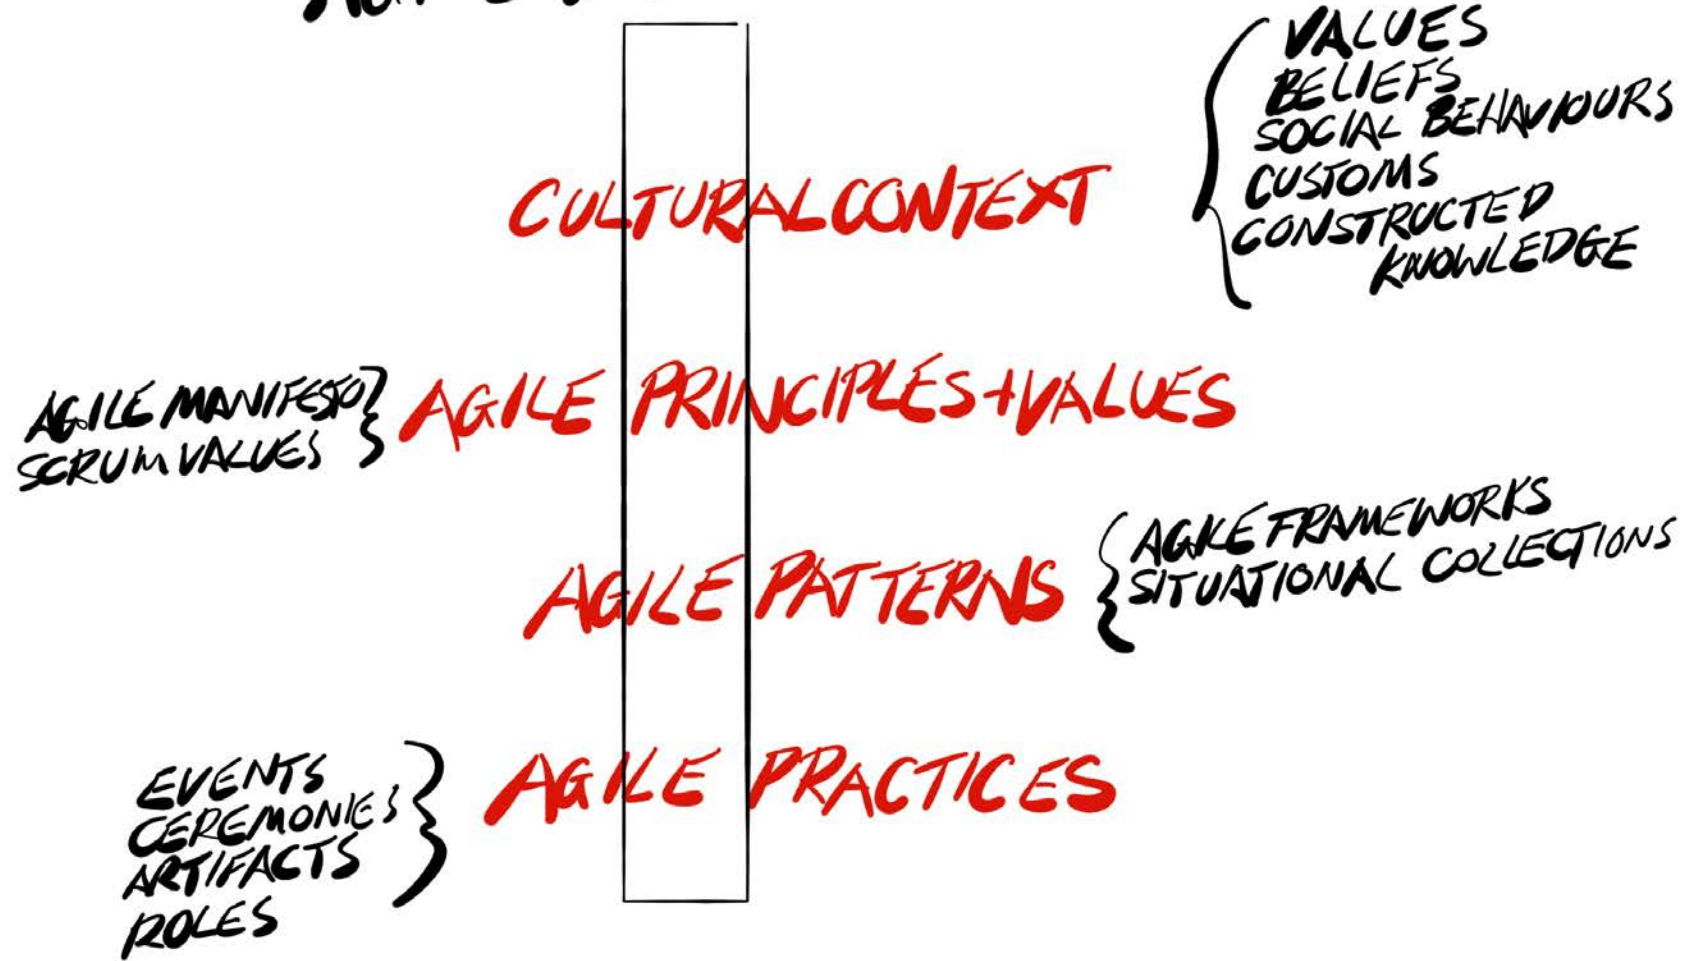 VALUES
BELIEFS
SOCIAL BEHAVIOURS
CUSTOMS
CONSTRUCTED
KNOWLEDGE
CULTURAL CONTEXT
AGILE MANIFESTO
SCRUM VALUES
AGILE PRINCIPLES+VALUES
AGILE PATTERNS
AGILE FRAMEWORKS
SITUATIONAL COLLECTIONS
AGILE PRACTICES
EVENTS
CEREMONIES
ARTIFACTS
ROLES